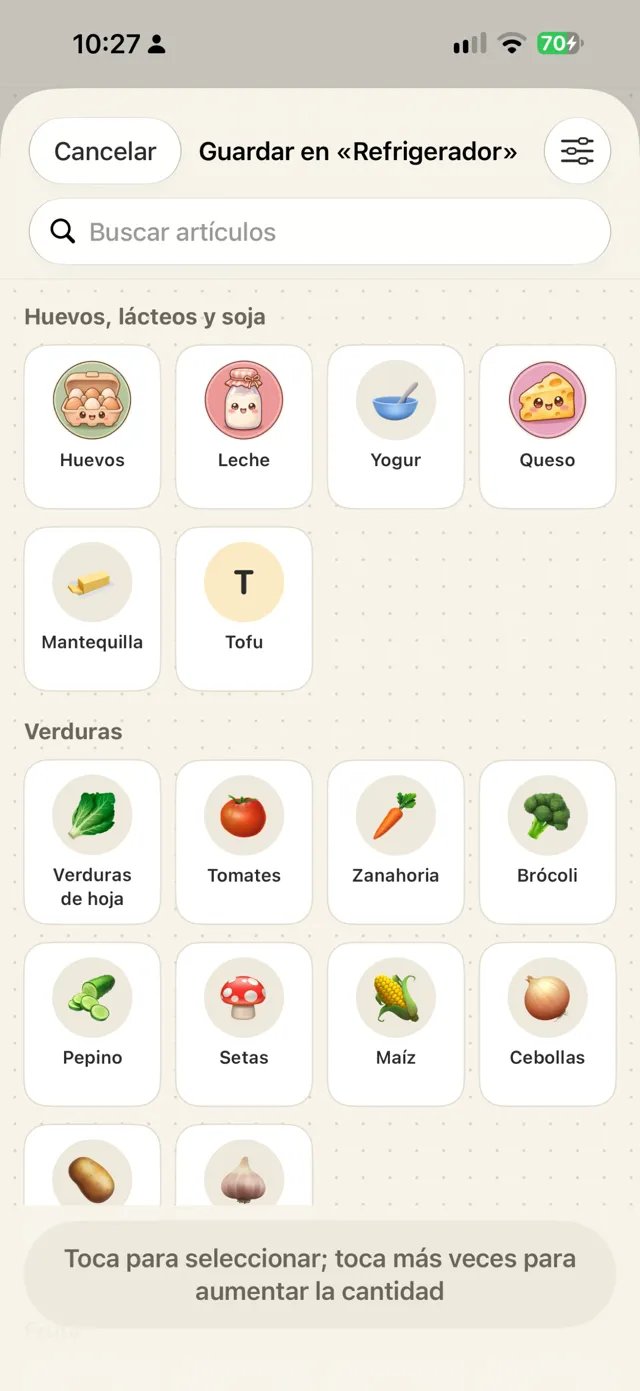 10:27
70
Cancelar
Guardar en «Refrigerador»
Buscar artículos
Huevos, lácteos y soja
Huevos
Leche
Yogur
Queso
Mantequilla
T
Tofu
Verduras
Verduras
de hoja
Tomates
Zanahoria
Brócoli
Pepino
Setas
Maíz
Cebollas
Toca para seleccionar; toca más veces para
aumentar la cantidad